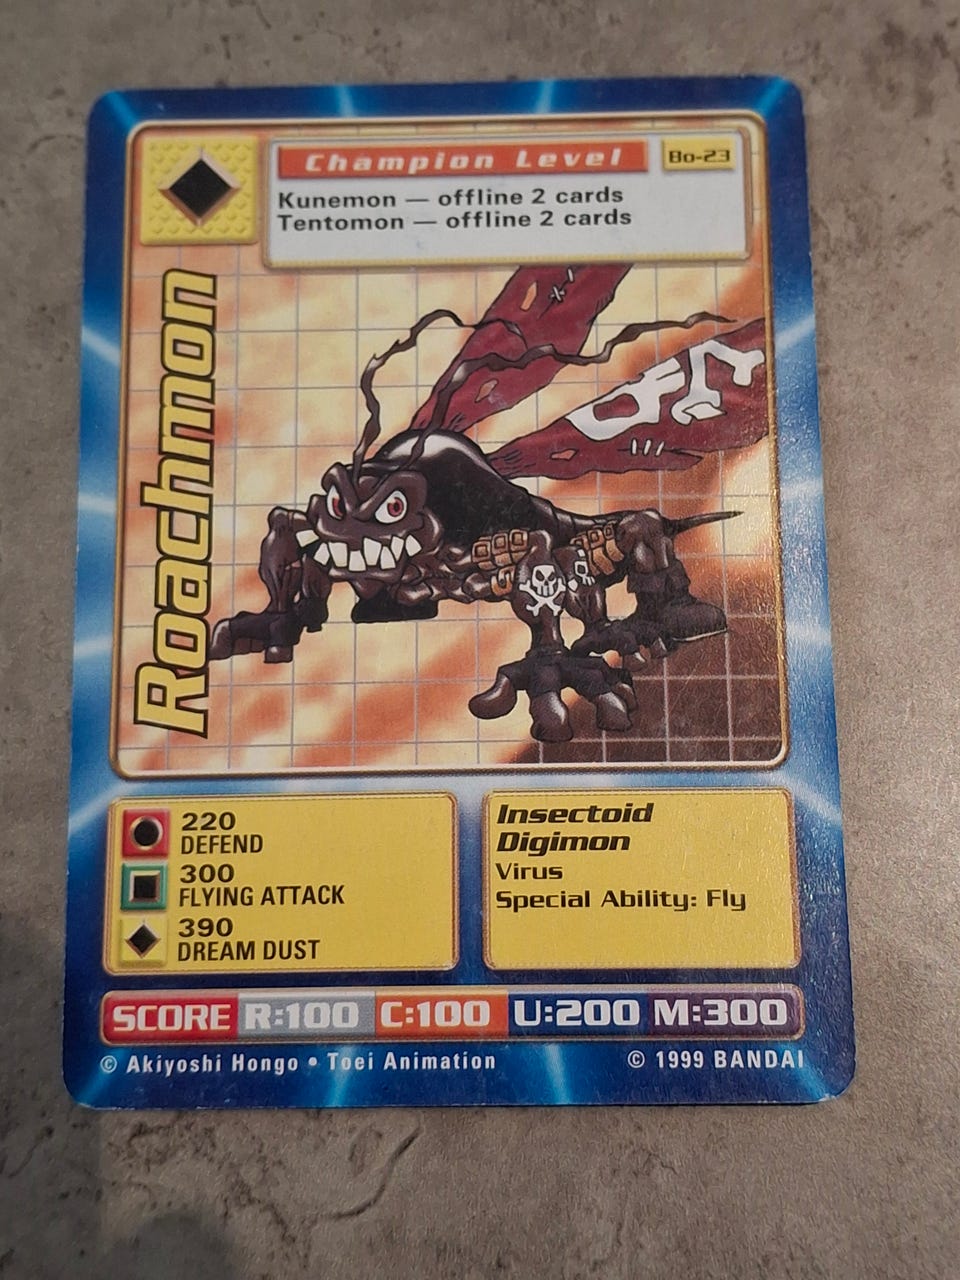 Champion Level
Bo-23
Kunemon — offline 2 cards
Tentomon — offline 2 cards
Roachmon
220
DEFEND
300
FLYING ATTACK
390
DREAM DUST
Insectoid
Digimon
Virus
Special Ability: Fly
SCORE R:100 C:100 U:200 M:300
© Akiyoshi Hongo • Toei Animation
© 1999 BANDAI